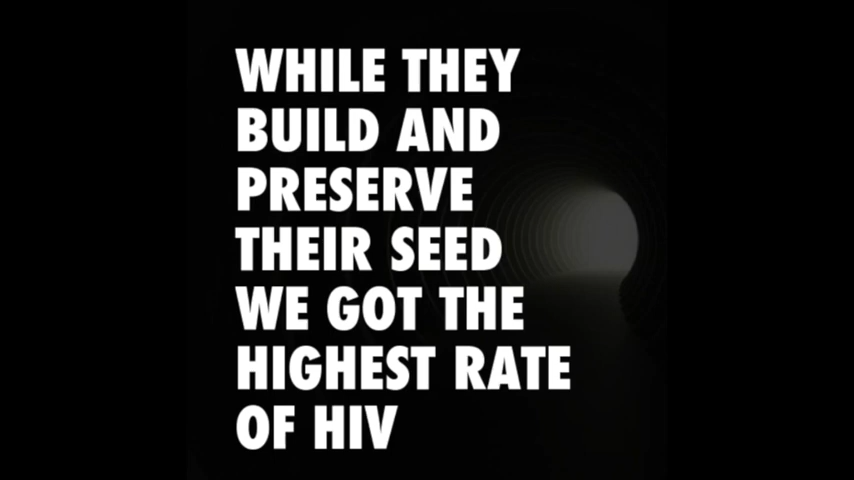 WHILE THEY
BUILD AND
PRESERVE
THEIR SEED
WE GOT THE
HIGHEST RATE
OF HIV